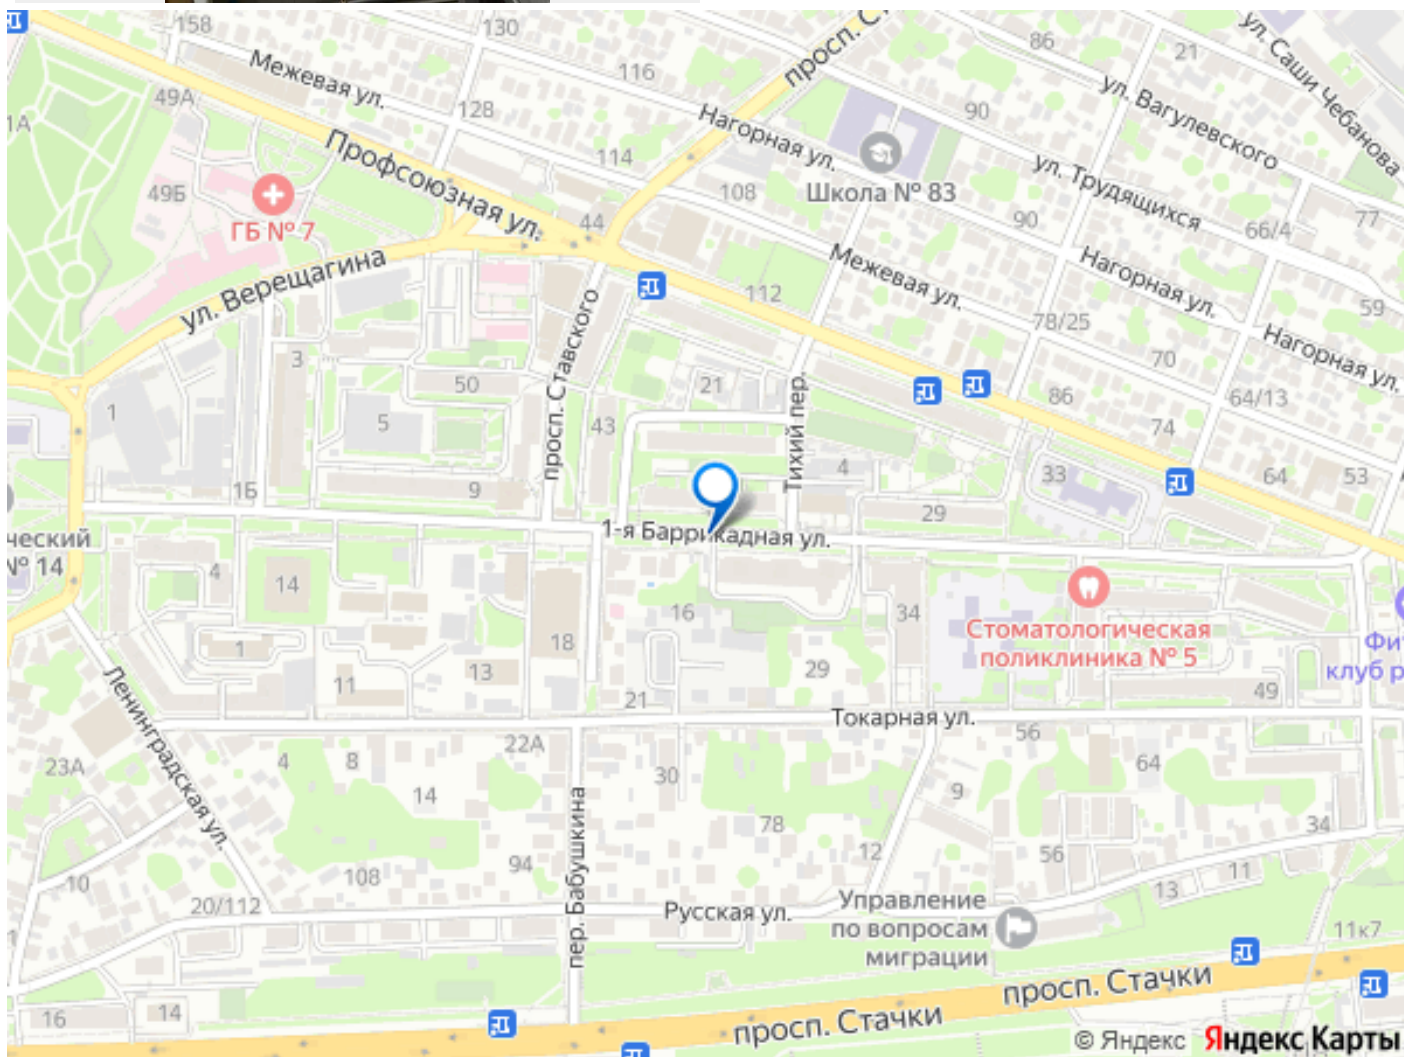 158
130
просп. С
86
21
ул. Саши Чебанова
Межевая ул.
116
ул. Вагулевского
49А
128
Нагорная ул.
90
1А
Профсоюзная ул.
114
Школа № 83
ул. Трудящихся
49Б
ГБ № 7
108
90
66/4
77
44
ул. Верещагина
Межевая ул.
Нагорная ул.
112
59
просп. Ставского
78/25
3
70
Нагорная ул.
50
21
Тихий пер.
86
64/13
1
5
43
74
4
33
64
53
1Б
9
29
1-я Баррикадная ул.
ческий
№ 14
4
14
16
34
Стоматологическая
поликлиника № 5
Фи
клуб р
18
1
13
29
11
21
49
Ленинградская ул.
Токарная ул.
22А
56
23А
4
8
30
64
14
9
пер. Бабушкина
78
34
94
12
56
108
11
10
13
20/112
Русская ул.
Управление
по вопросам
миграции
11к7
просп. Стачки
16
14
просп. Стачки
© Яндекс Яндекс Карты